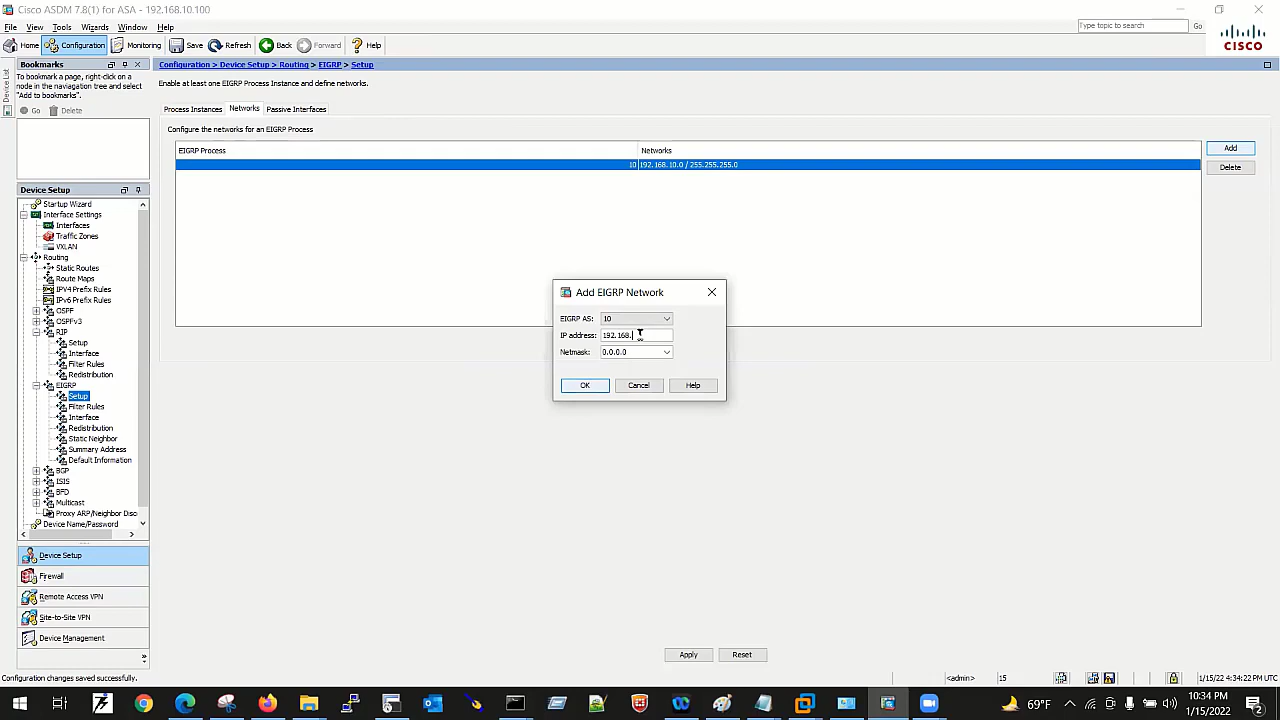 Cisco ASDM 7.8(1) for ASA - 192.168.10.100
File View Tools Wizards Window Help
Type to search Go
Home Configuration Monitoring Save Refresh Back Forward Help
CISCO
Device List
Bookmarks
To bookmark a page, right-click on a
node in the navigation tree and select
"Add to bookmarks".
Go Delete
Device Setup
Startup Wizard
Interface Settings
Interfaces
Traffic Zones
VXLAN
Routing
Static Routes
Route Maps
IPV4 Prefix Rules
IPv6 Prefix Rules
OSPF
OSPFv3
RIP
Setup
Interface
Filter Rules
Redistribution
EIGRP
Setup
Filter Rules
Interface
Redistribution
Static Neighbor
Summary Address
Default Information
BGP
ISIS
BFD
Multicast
Proxy ARP/Neighbor Disc
Device Name/Password
Device Setup
Firewall
Remote Access VPN
Site-to-Site VPN
Device Management
Configuration > Device Setup > Routing > EIGRP > Setup
Enable at least one EIGRP Process Instance and define networks.
Process Instances Networks Passive Interfaces
Configure the networks for an EIGRP Process
EIGRP Process Networks
10 192.168.10.0 / 255.255.255.0
Add
Delete
Add EIGRP Network
EIGRP AS: 10
IP address: 192.168.
Netmask: 0.0.0.0
OK Cancel Help
Apply Reset
Configuration changes saved successfully.
<admin> 15 1/15/22 4:34:22 PM UTC
69°F
10:34 PM
1/15/2022
2